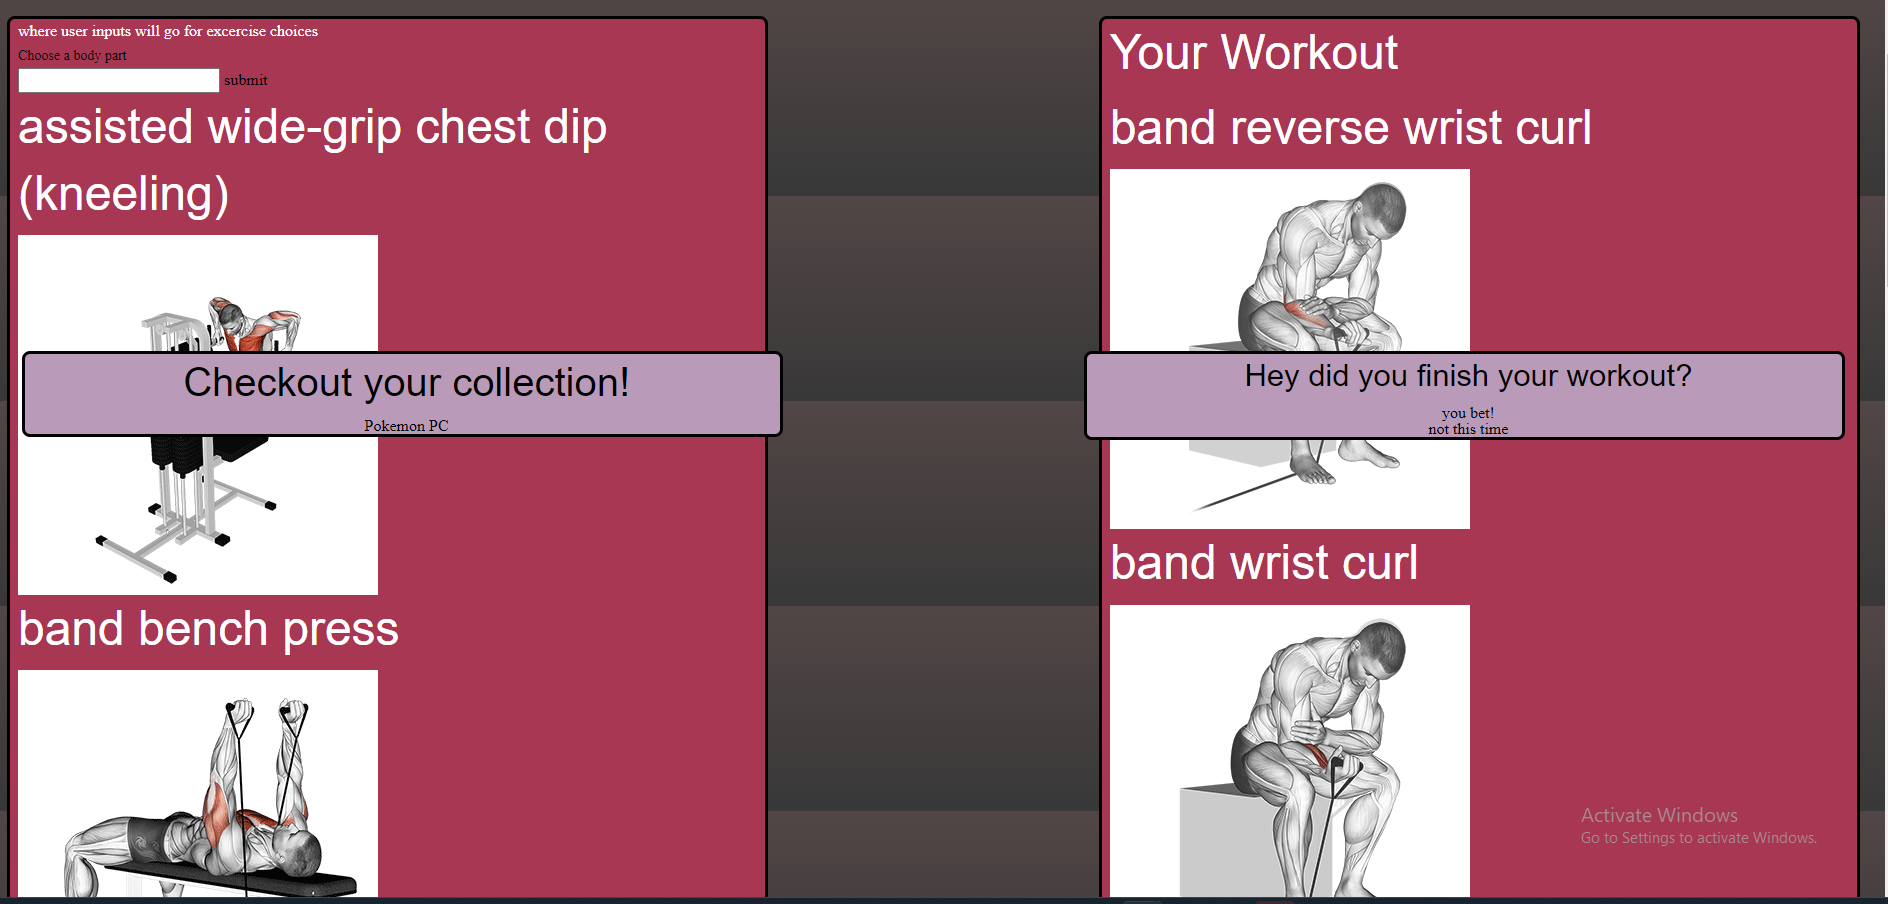 where user inputs will go for excercise choices
Choose a body part
submit
assisted wide-grip chest dip
(kneeling)
Checkout your collection!
Pokemon PC
band bench press
Your Workout
band reverse wrist curl
Hey did you finish your workout?
you bet!
not this time
band wrist curl
Activate Windows
Go to Settings to activate Windows.